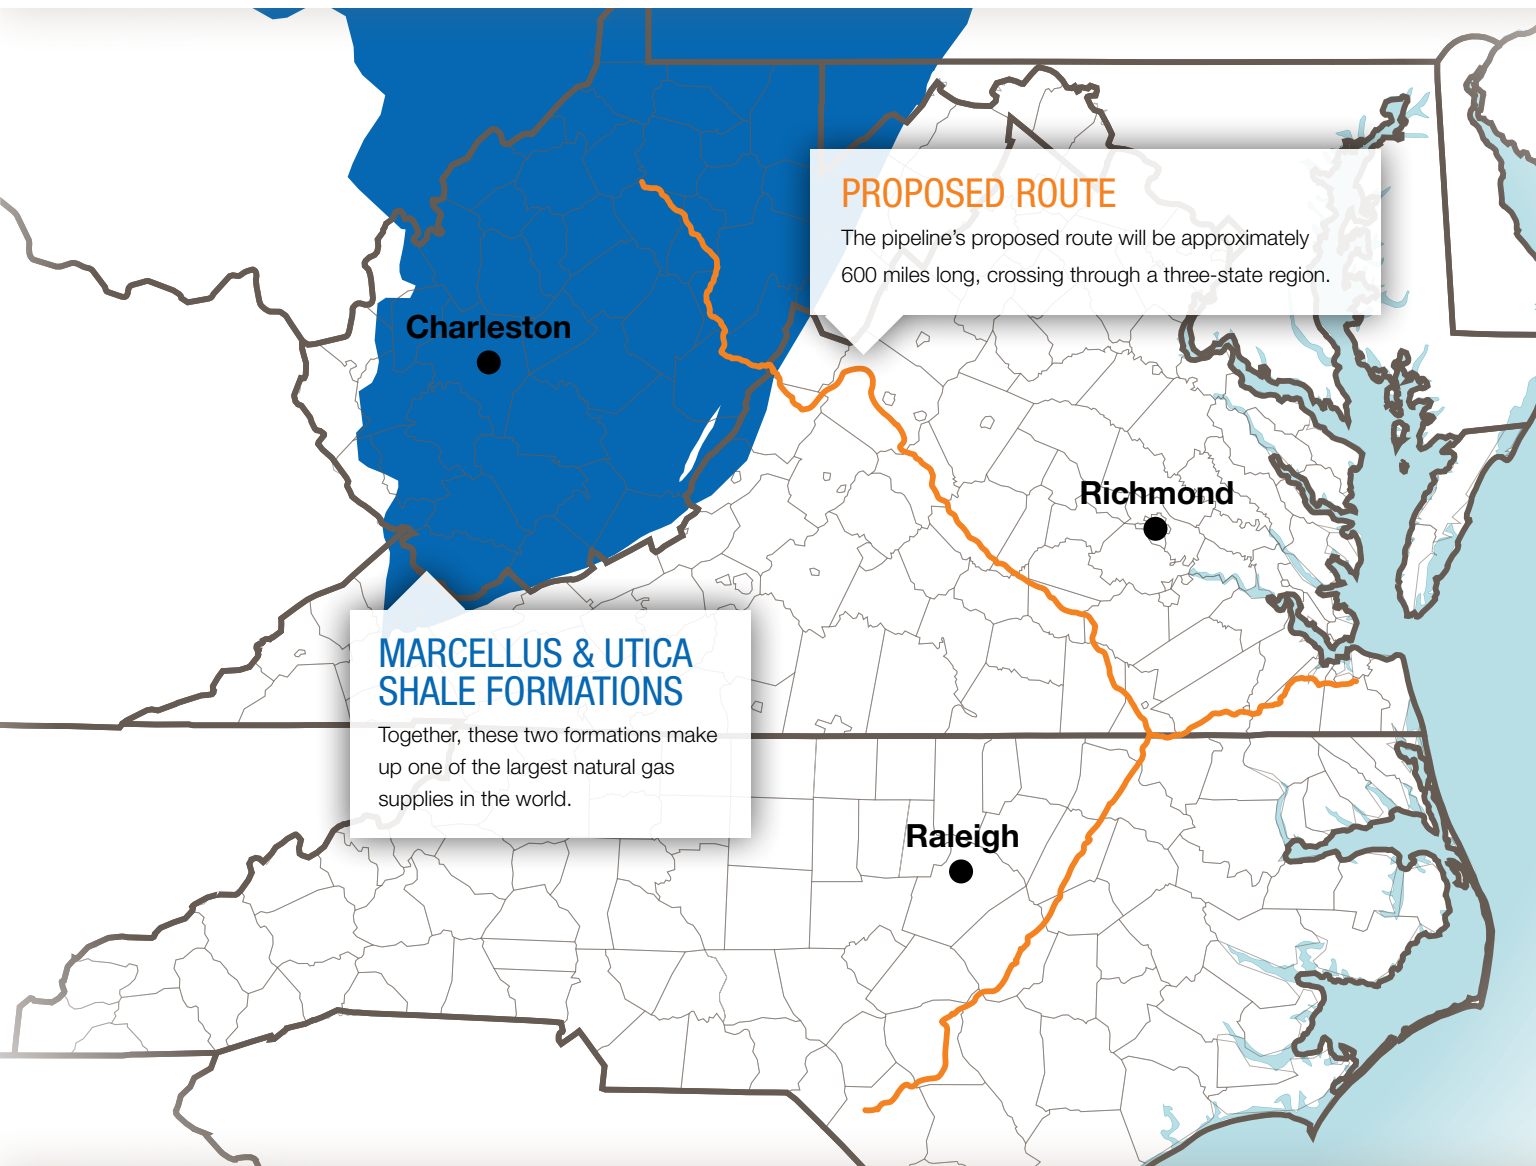 PROPOSED ROUTE
The pipeline's proposed route will be approximately
600 miles long, crossing through a three-state region.
Charleston
Richmond
MARCELLUS & UTICA
SHALE FORMATIONS
Together, these two formations make
up one of the largest natural gas
supplies in the world.
Raleigh